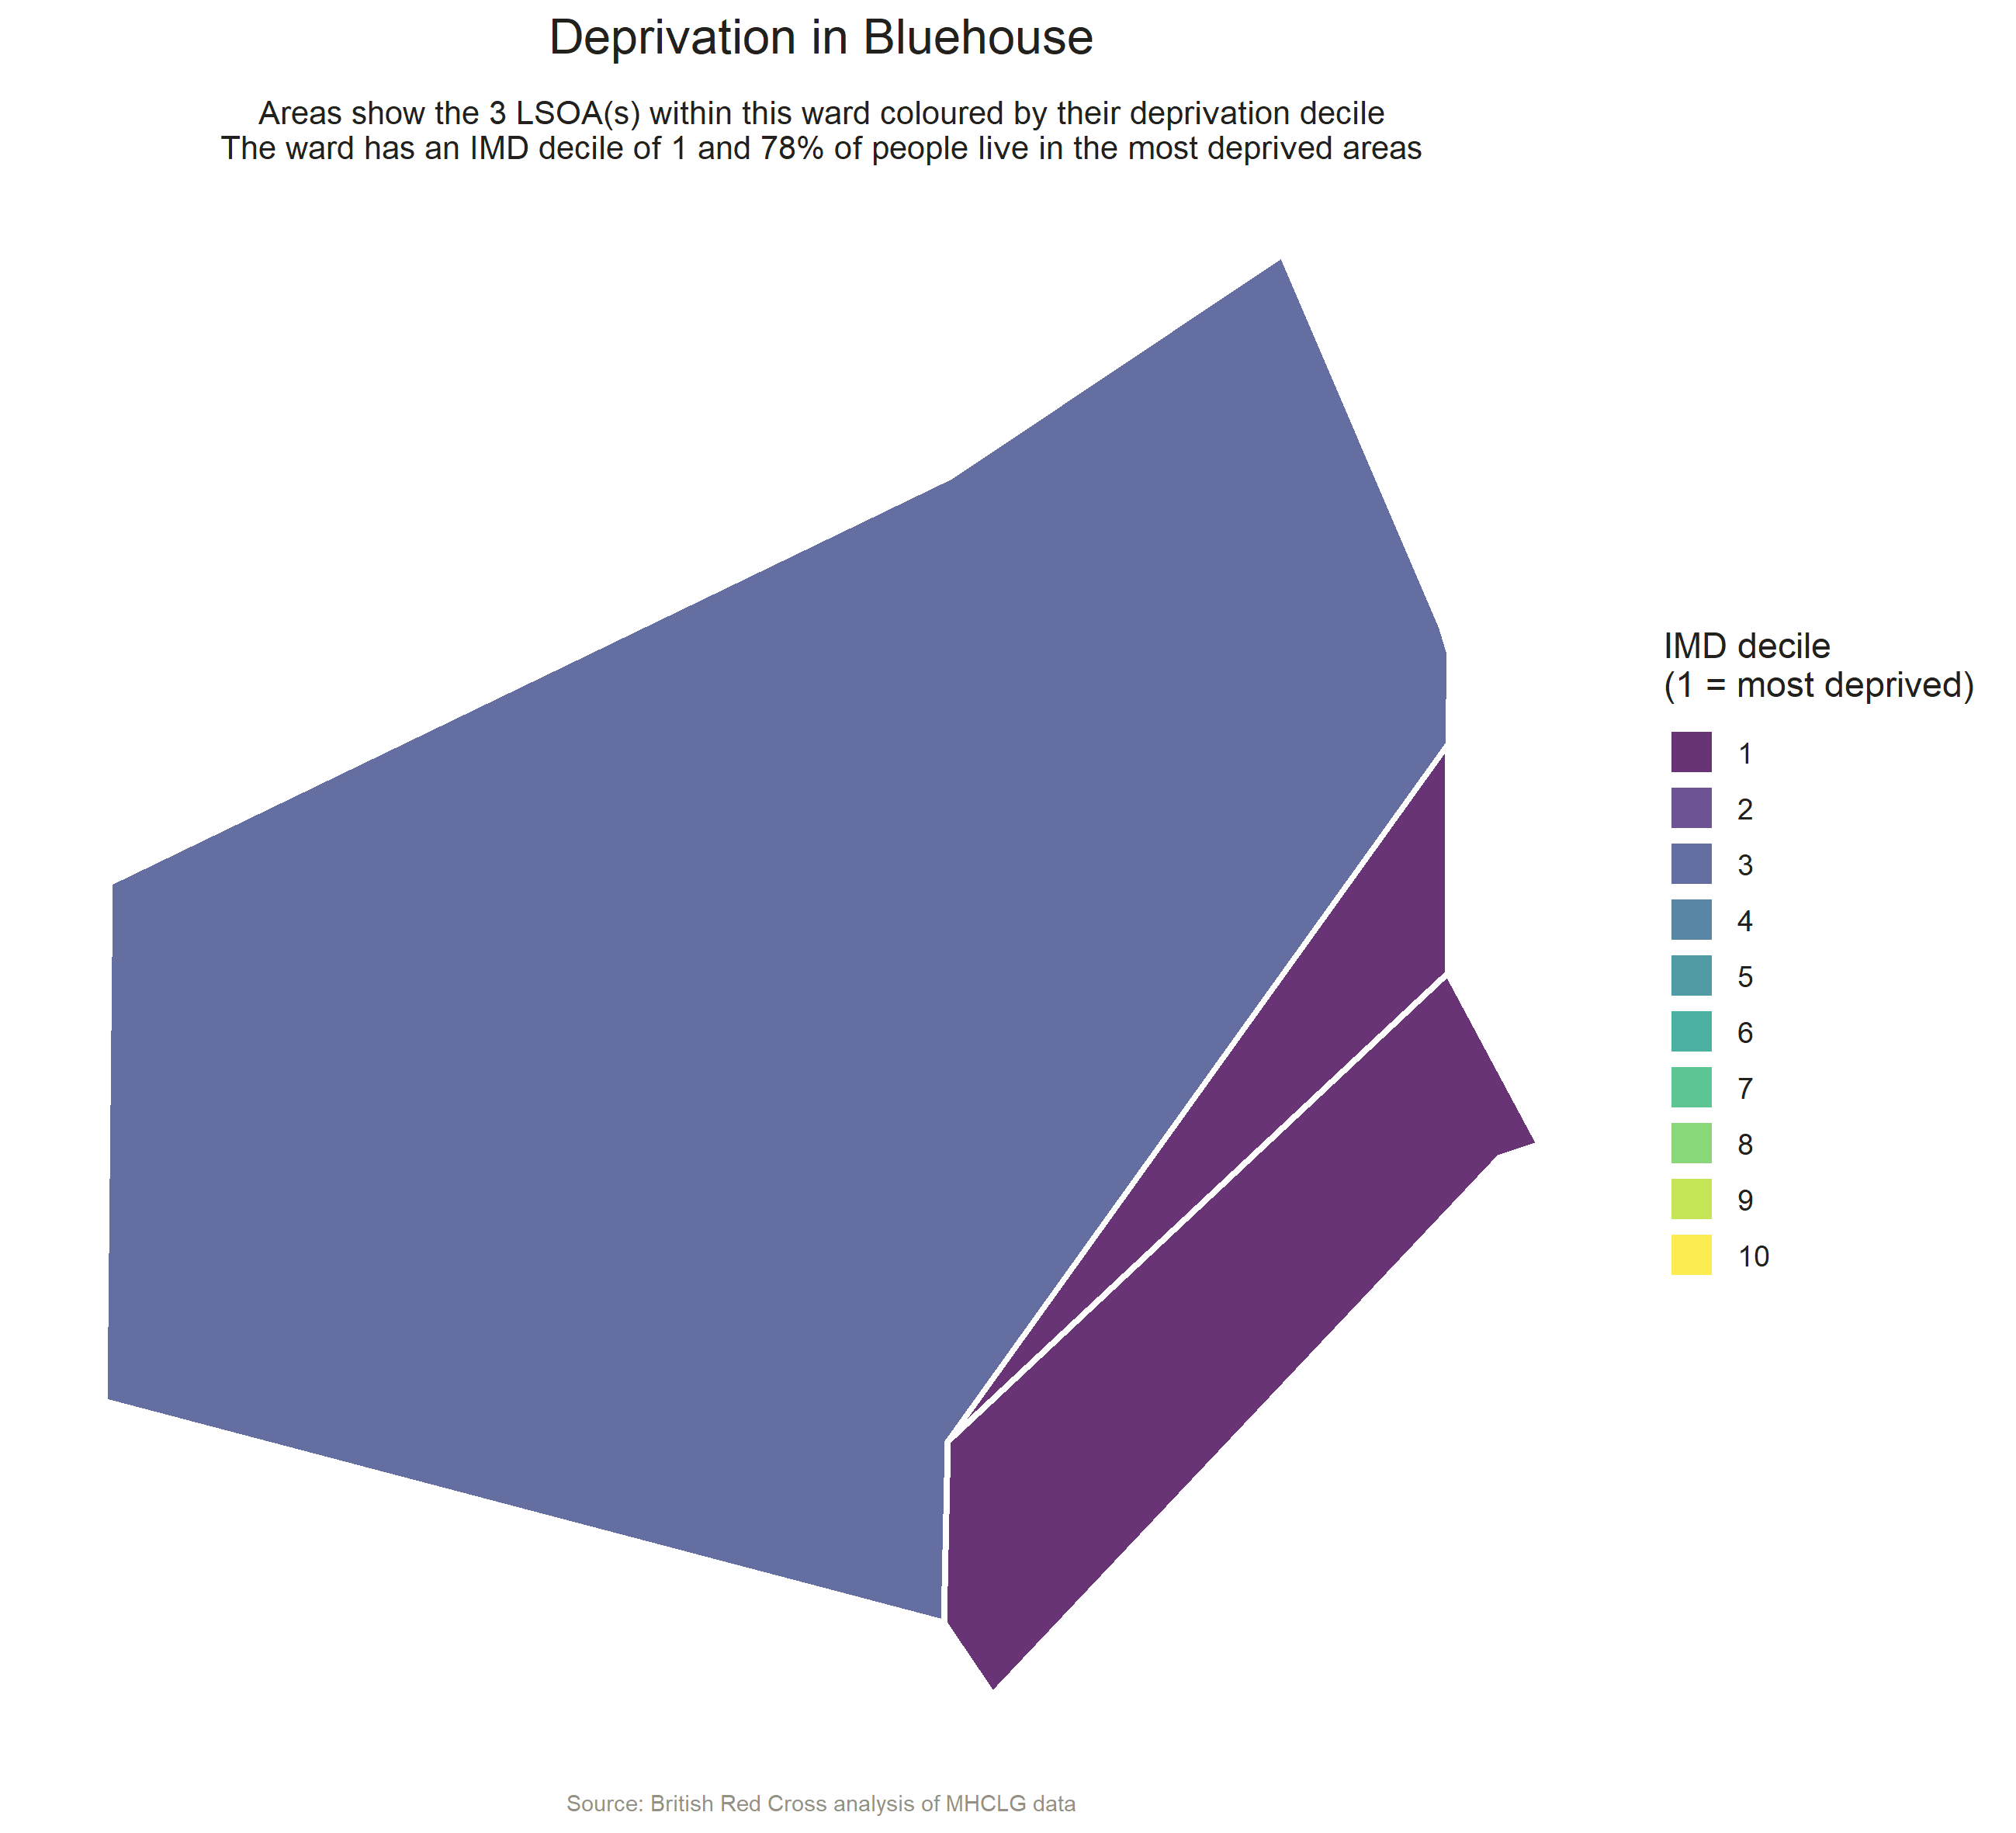 Deprivation in Bluehouse
Areas show the 3 LSOA(s) within this ward coloured by their deprivation decile
The ward has an IMD decile of 1 and 78% of people live in the most deprived areas
IMD decile
(1 = most deprived)
1
2
3
4
5
6
7
8
9
10
Source: British Red Cross analysis of MHCLG data